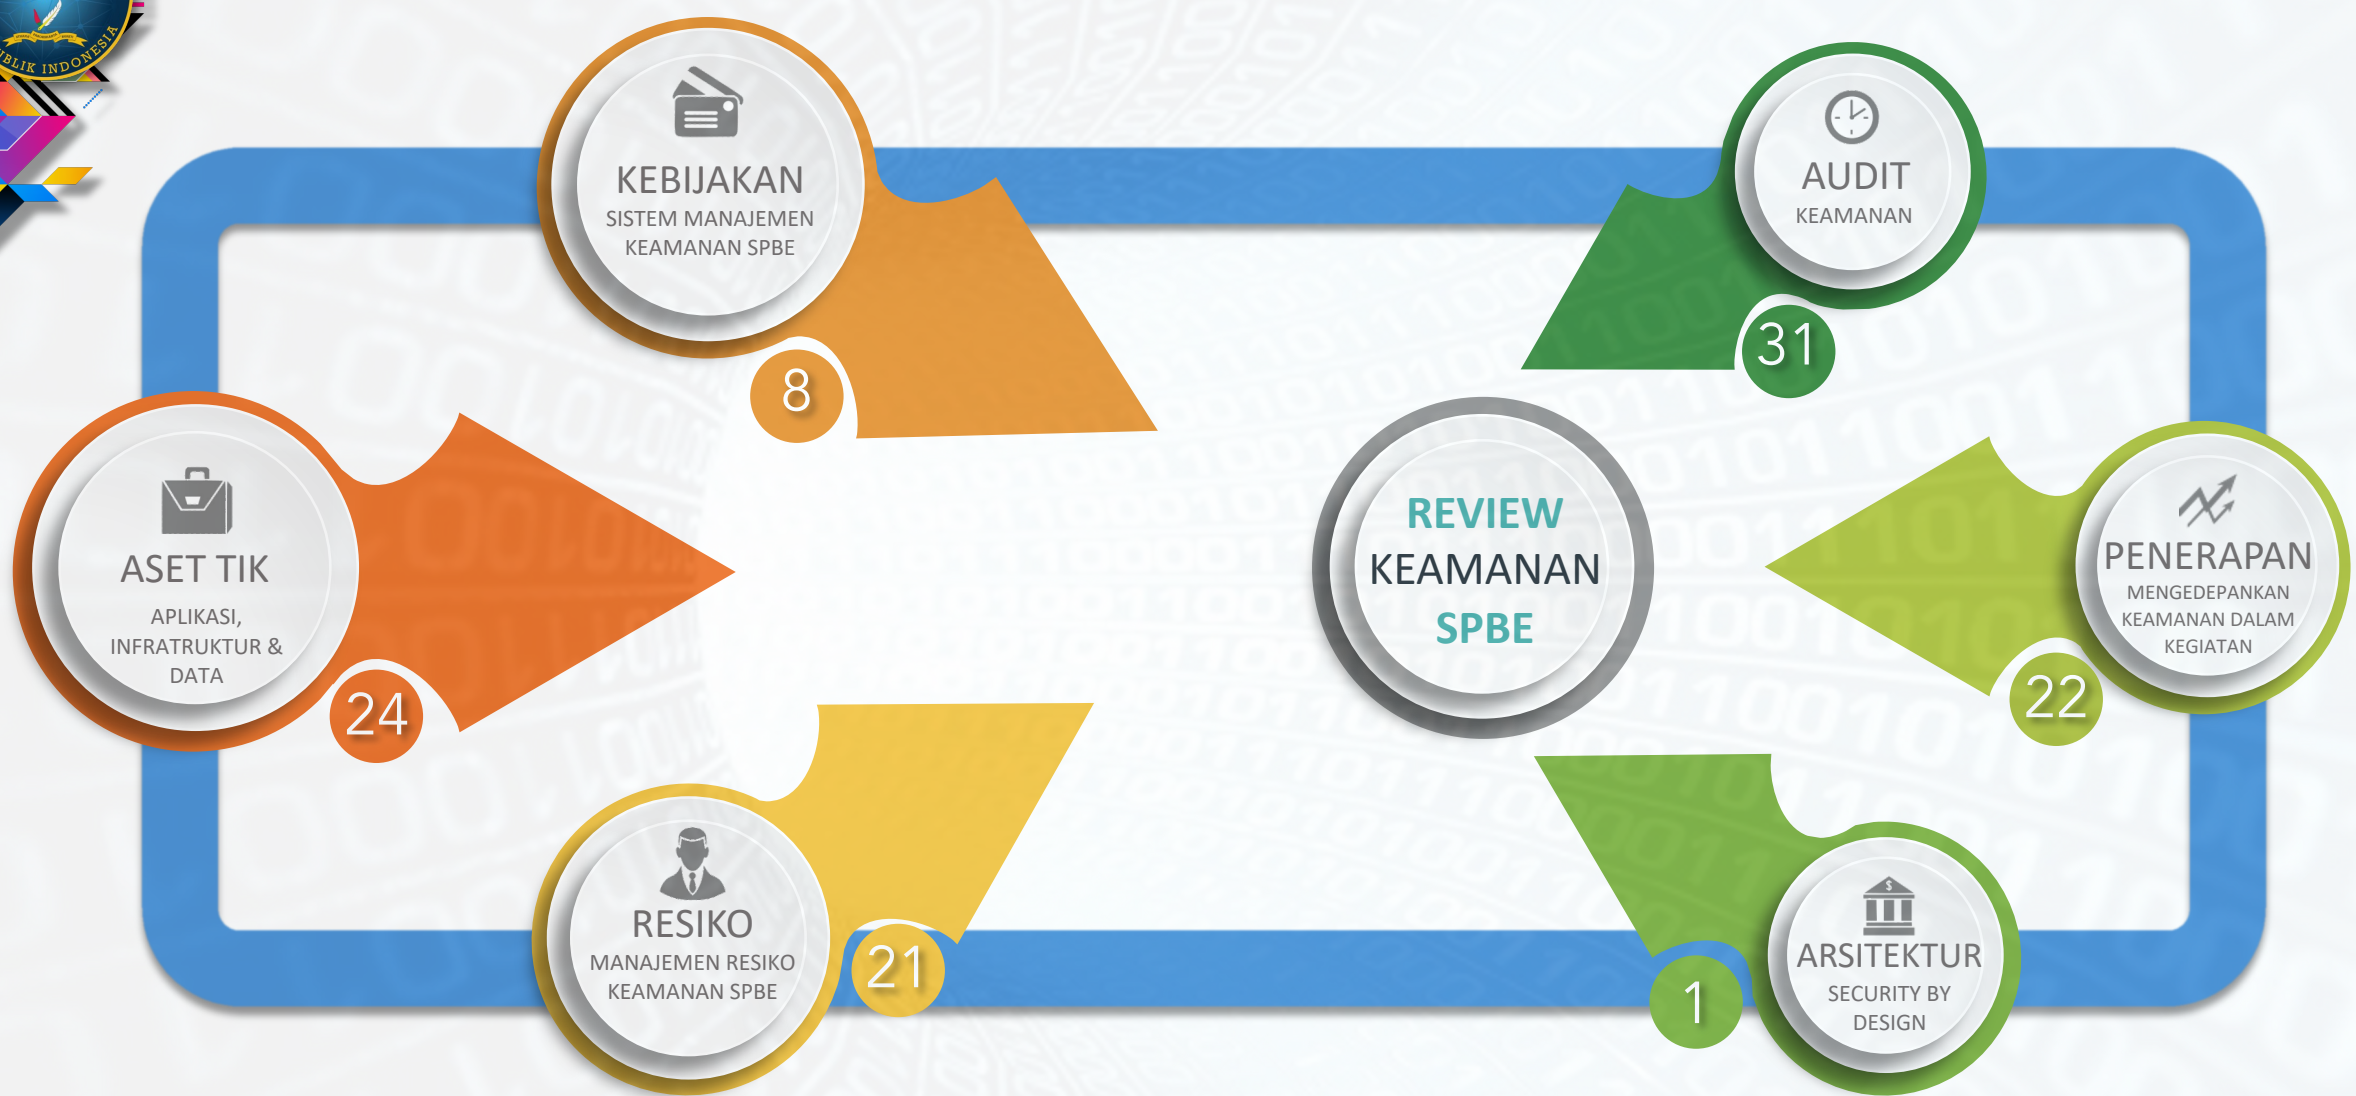 INDONESIA
KEBIJAKAN
SISTEM MANAJEMEN
KEAMANAN SPBE
8
AUDIT
KEAMANAN
31
ASET TIK
APLIKASI,
INFRATRUKTUR &
DATA
24
REVIEW
KEAMANAN
SPBE
PENERAPAN
MENGEDEPANKAN
KEAMANAN DALAM
KEGIATAN
22
RESIKO
MANAJEMEN RESIKO
KEAMANAN SPBE
21
ARSITEKTUR
SECURITY BY
DESIGN
1